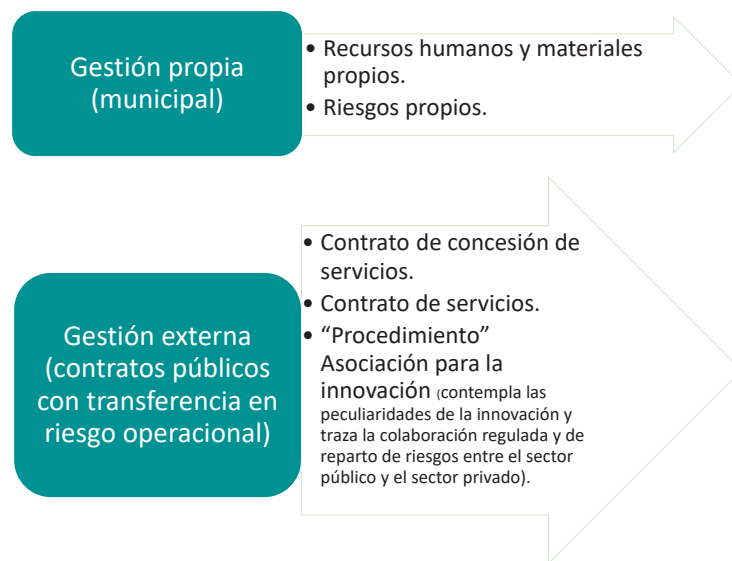 Gestión propia
(municipal)
• Recursos humanos y materiales
propios.
• Riesgos propios.
Gestión externa
(contratos públicos
con transferencia en
riesgo operacional)
• Contrato de concesión de
servicios.
• Contrato de servicios.
• “Procedimiento”
Asociación para la
innovación (contempla las
peculiaridades de la innovación y
traza la colaboración regulada y de
reparto de riesgos entre el sector
público y el sector privado).